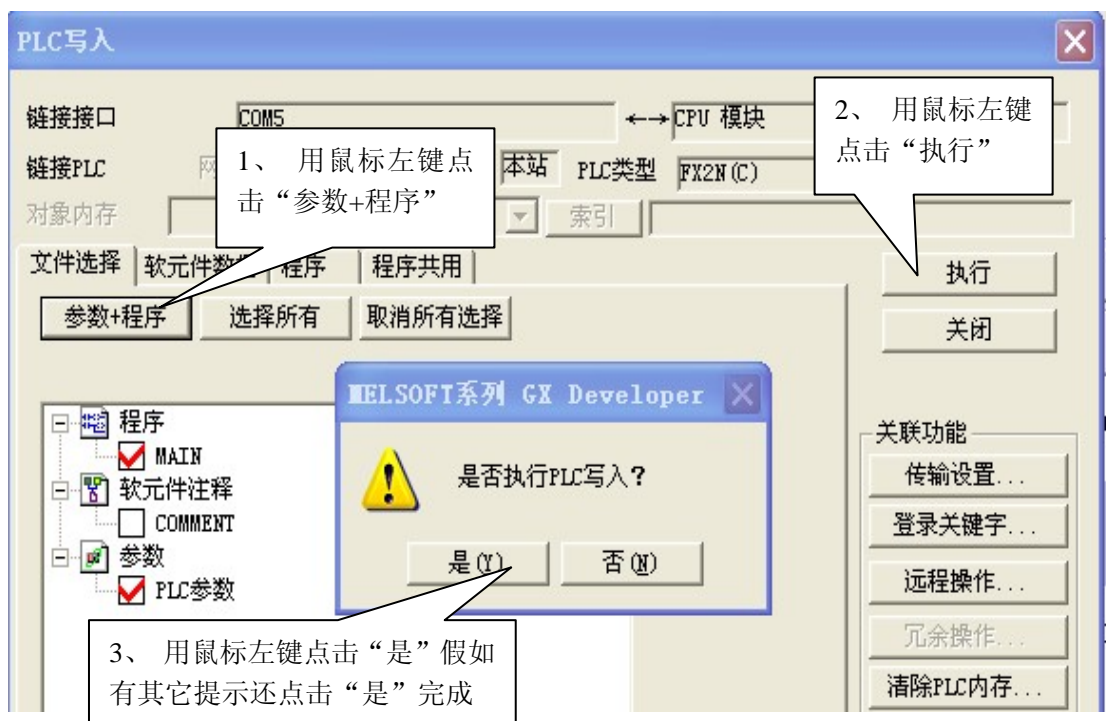 PLC写入
链接接口 COM5 ←→ CPU 模块
链接PLC 网 本站 PLC类型 FX2N(C)
对象内存 索引
1、 用鼠标左键点
击“参数+程序”
2、 用鼠标左键
点击“执行”
文件选择 软元件数据 程序 程序共用
参数+程序 选择所有 取消所有选择
执行
关闭
程序
MAIN
软元件注释
COMMENT
参数
PLC参数
MELSOFT系列 GX Developer
是否执行PLC写入?
是(Y) 否(N)
3、 用鼠标左键点击“是”假如
有其它提示还点击“是”完成
关联功能
传输设置...
登录关键字...
远程操作...
冗余操作...
清除PLC内存...